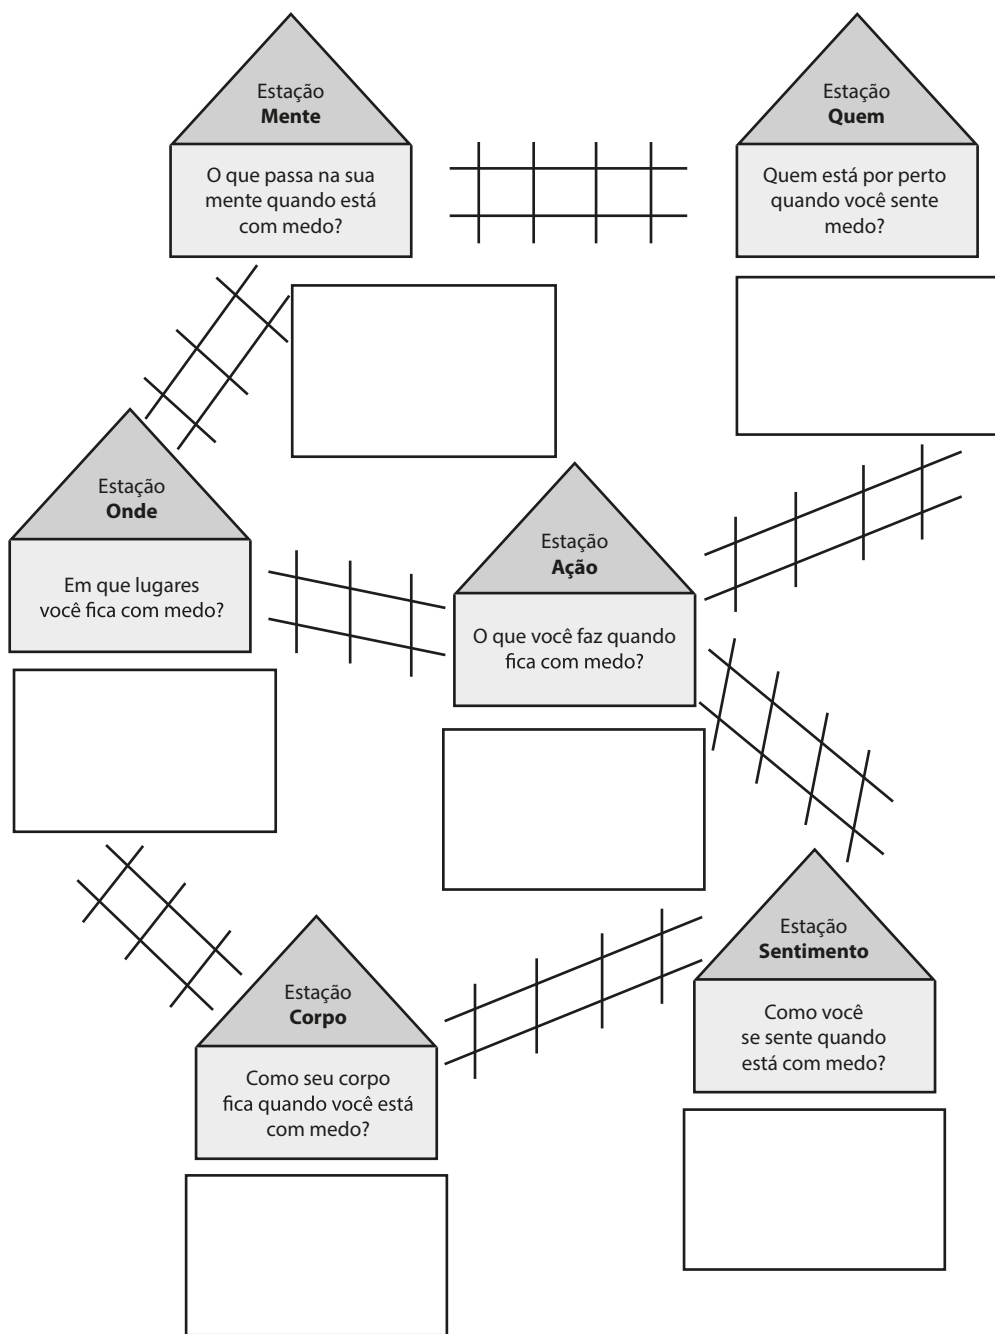 Estação
Mente
O que passa na sua
mente quando está
com medo?
Estação
Quem
Quem está por perto
quando você sente
medo?
Estação
Onde
Em que lugares
você fica com medo?
Estação
Ação
O que você faz quando
fica com medo?
Estação
Sentimento
Como você
se sente quando
está com medo?
Estação
Corpo
Como seu corpo
fica quando você está
com medo?